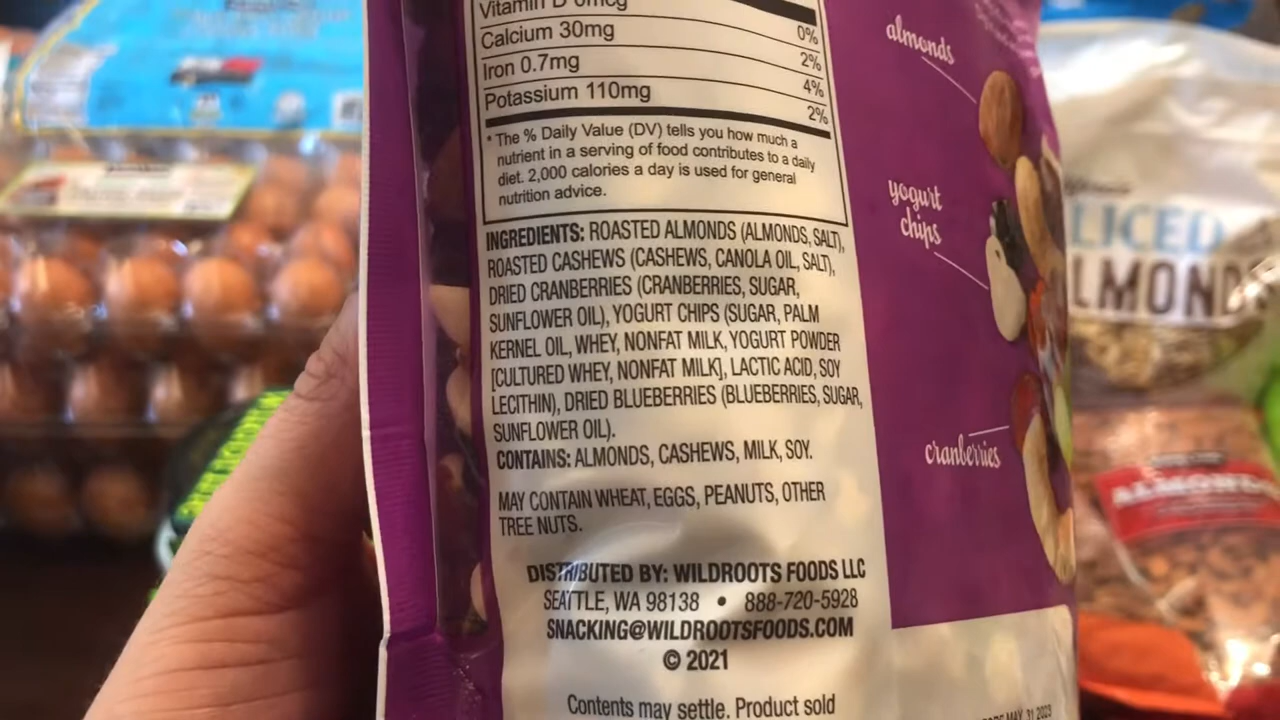 Vitamin D 0mcg 0%
Calcium 30mg 2%
Iron 0.7mg 4%
Potassium 110mg 2%
* The % Daily Value (DV) tells you how much a
nutrient in a serving of food contributes to a daily
diet. 2,000 calories a day is used for general
nutrition advice.
INGREDIENTS: ROASTED ALMONDS (ALMONDS, SALT),
ROASTED CASHEWS (CASHEWS, CANOLA OIL, SALT),
DRIED CRANBERRIES (CRANBERRIES, SUGAR,
SUNFLOWER OIL), YOGURT CHIPS (SUGAR, PALM
KERNEL OIL, WHEY, NONFAT MILK, YOGURT POWDER
[CULTURED WHEY, NONFAT MILK], LACTIC ACID, SOY
LECITHIN), DRIED BLUEBERRIES (BLUEBERRIES, SUGAR,
SUNFLOWER OIL).
CONTAINS: ALMONDS, CASHEWS, MILK, SOY.
MAY CONTAIN WHEAT, EGGS, PEANUTS, OTHER
TREE NUTS.
DISTRIBUTED BY: WILDROOTS FOODS LLC
SEATTLE, WA 98138 • 888-720-5928
SNACKING@WILDROOTSFOODS.COM
© 2021
Contents may settle. Product sold
almonds
yogurt
chips
cranberries
MAY 31 2023
LICED
LMOND
ALMONDS